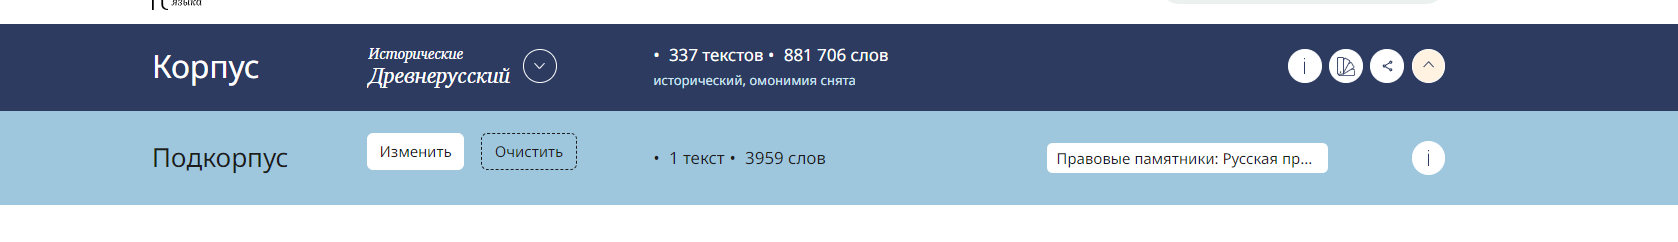 языка
Корпус
Исторические
Древнерусский
• 337 текстов • 881 706 слов
исторический, омонимия снята
Подкорпус
Изменить
Очистить
• 1 текст • 3959 слов
Правовые памятники: Русская пр...